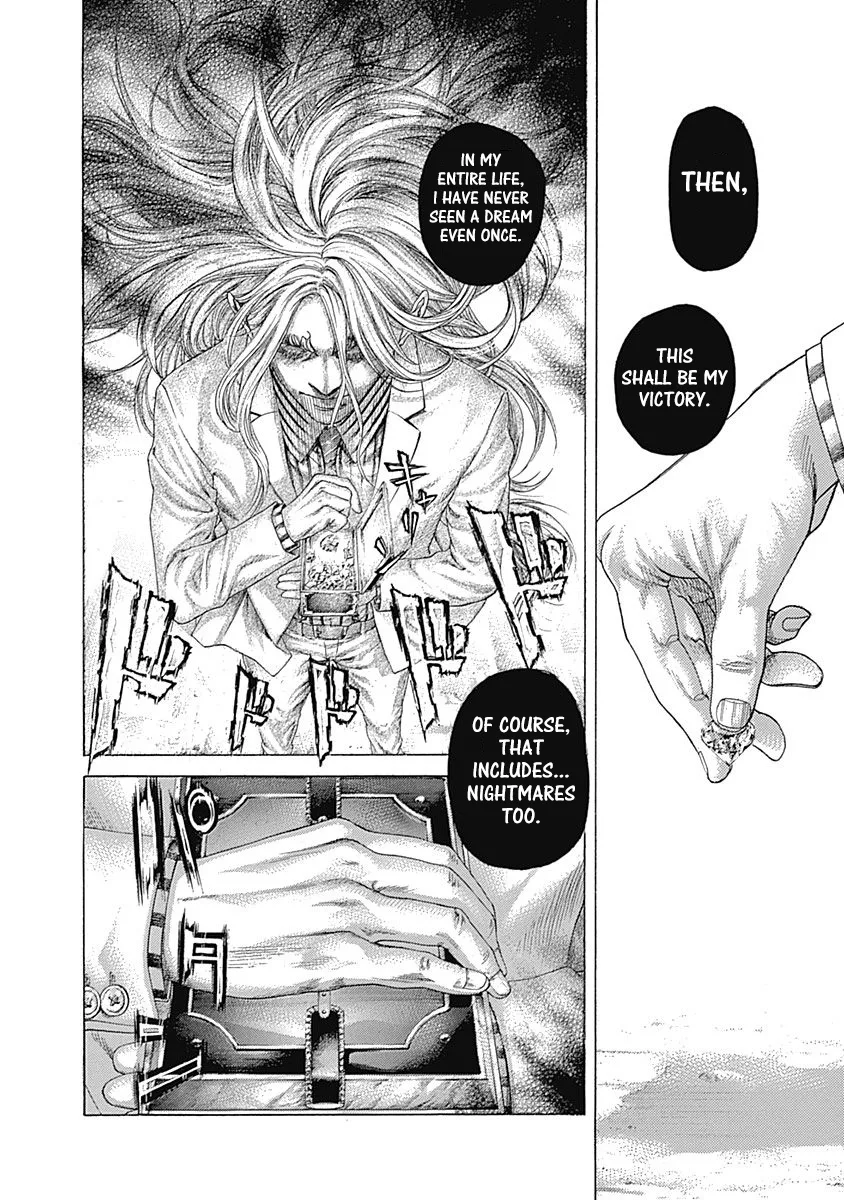 THEN,
THIS
SHALL BE MY
VICTORY.
IN MY
ENTIRE LIFE,
I HAVE NEVER
SEEN A DREAM
EVEN ONCE.
OF COURSE,
THAT
INCLUDES...
NIGHTMARES
TOO.